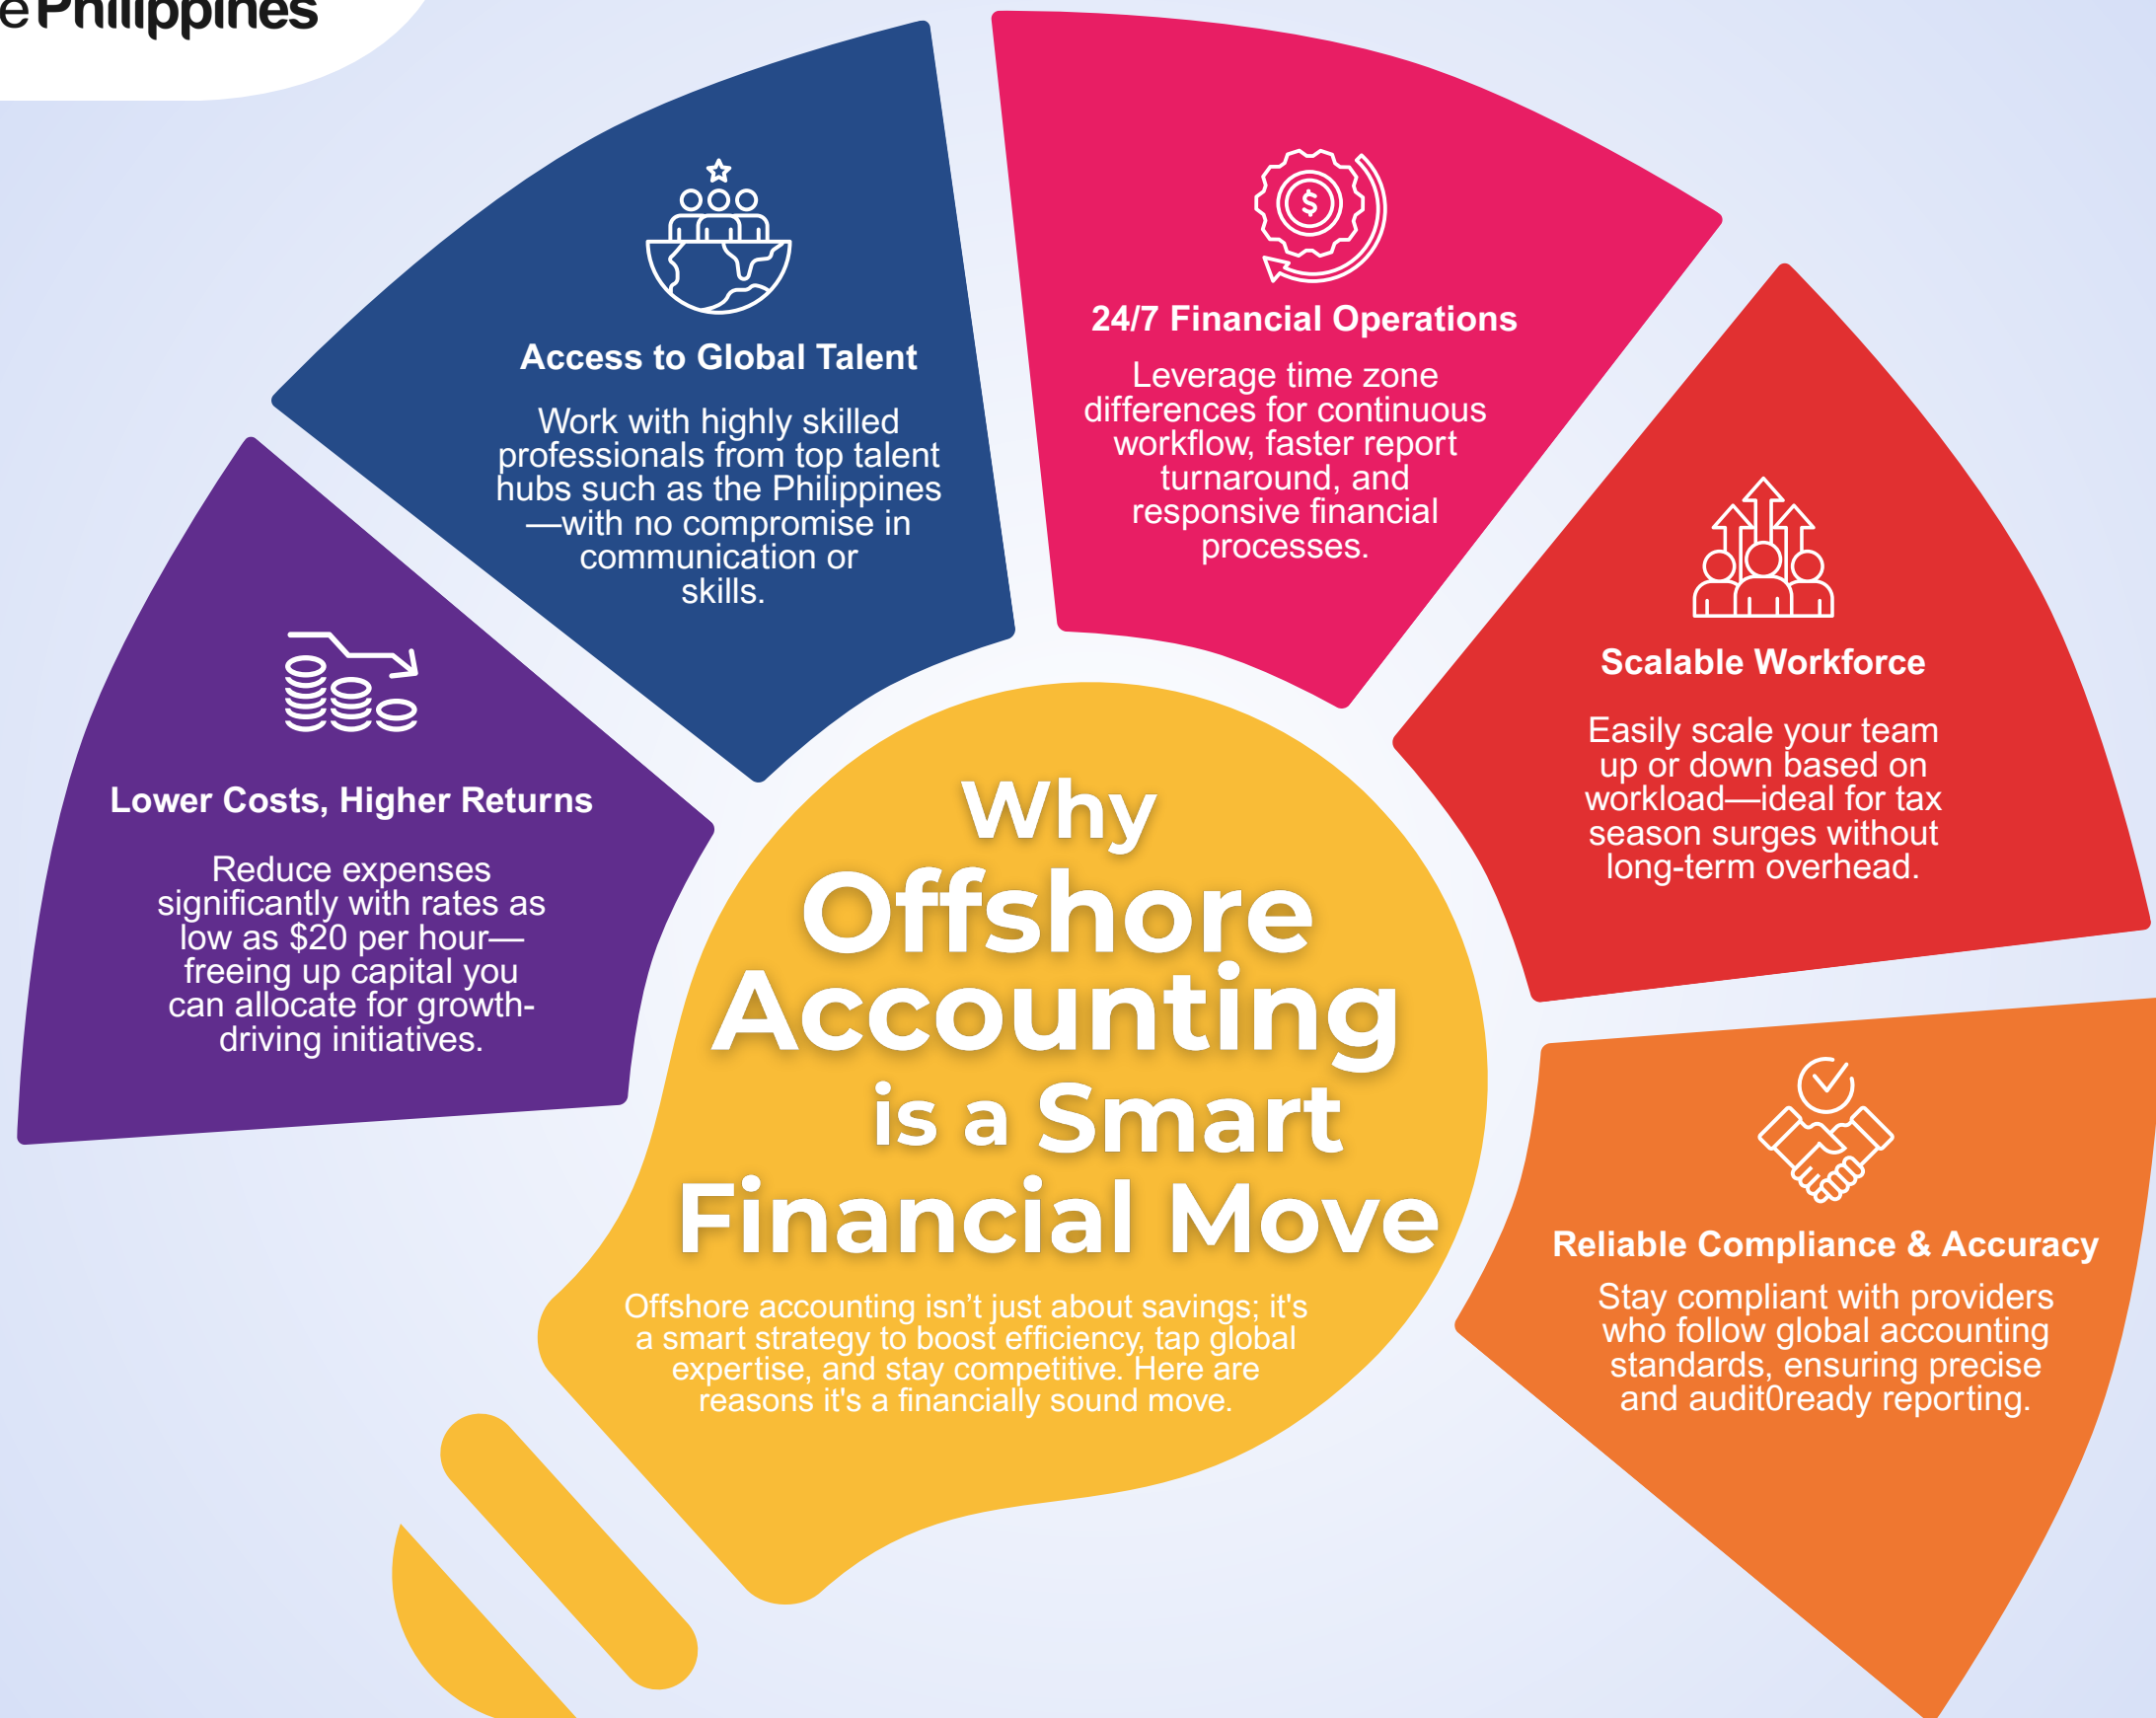 e Philippines
Access to Global Talent
Work with highly skilled
professionals from top talent
hubs such as the Philippines
—with no compromise in
communication or
skills.
24/7 Financial Operations
Leverage time zone
differences for continuous
workflow, faster report
turnaround, and
responsive financial
processes.
Scalable Workforce
Easily scale your team
up or down based on
workload—ideal for tax
season surges without
long-term overhead.
Lower Costs, Higher Returns
Reduce expenses
significantly with rates as
low as $20 per hour—
freeing up capital you
can allocate for growth-
driving initiatives.
Why
Offshore
Accounting
is a Smart
Financial Move
Offshore accounting isn’t just about savings; it's
a smart strategy to boost efficiency, tap global
expertise, and stay competitive. Here are
reasons it's a financially sound move.
Reliable Compliance & Accuracy
Stay compliant with providers
who follow global accounting
standards, ensuring precise
and audit0ready reporting.